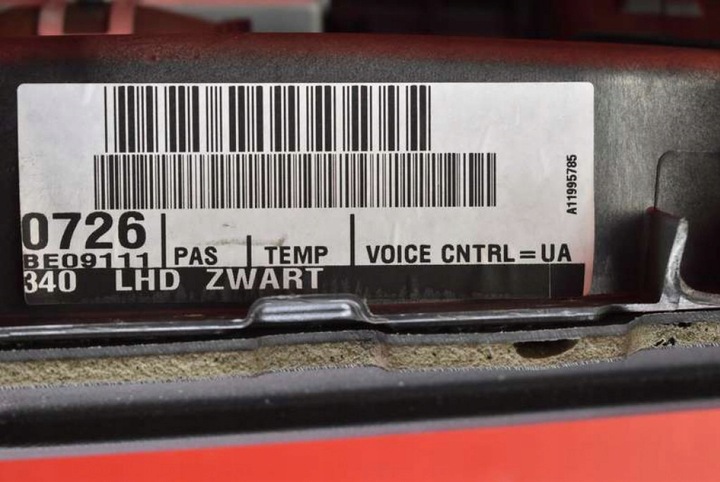 0726
BE09111 PAS TEMP VOICE CNTRL=UA
340 LHD ZWART
A11995785